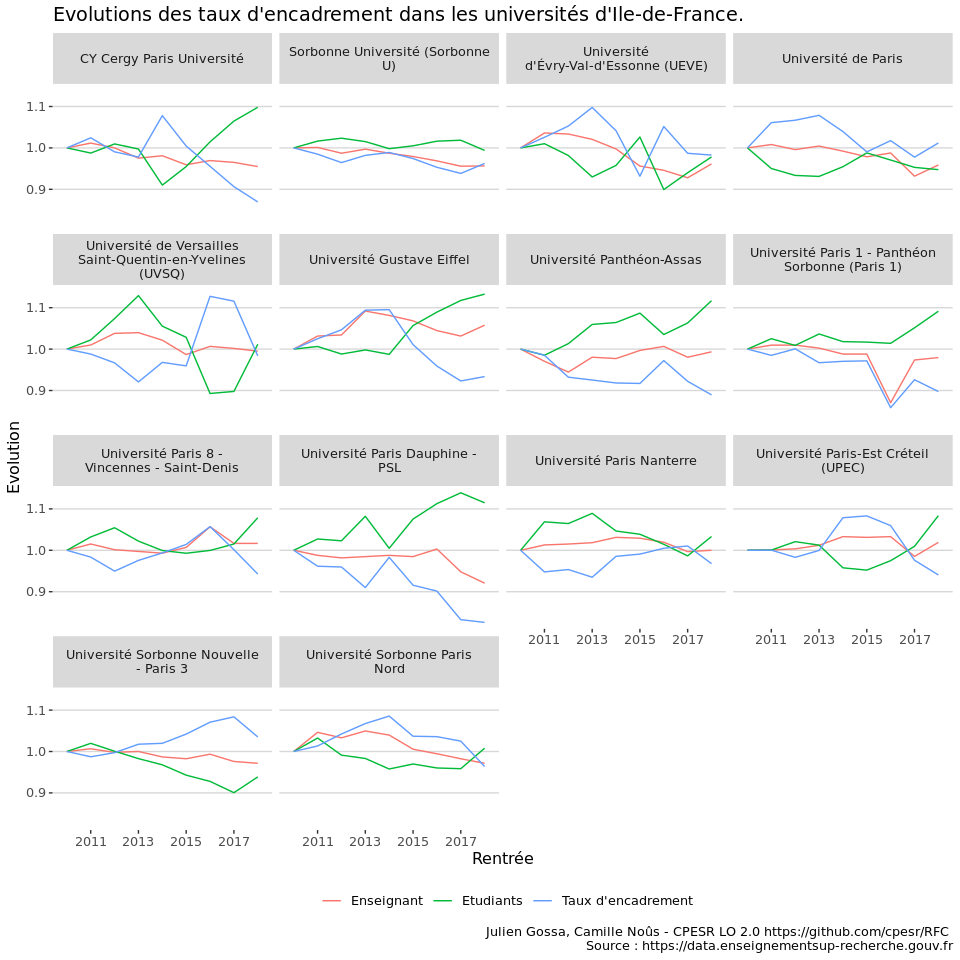 Evolutions des taux d'encadrement dans les universités d'Ile-de-France.
CY Cergy Paris Université
Sorbonne Université (Sorbonne
U)
Université
d'Évry-Val-d'Essonne (UEVE)
Université de Paris
1.1
1.0
0.9
Université de Versailles
Saint-Quentin-en-Yvelines
(UVSQ)
Université Gustave Eiffel
Université Panthéon-Assas
Université Paris 1 - Panthéon
Sorbonne (Paris 1)
1.1
1.0
0.9
Evolution
Université Paris 8 -
Vincennes - Saint-Denis
Université Paris Dauphine -
PSL
Université Paris Nanterre
Université Paris-Est Créteil
(UPEC)
1.1
1.0
0.9
2011 2013 2015 2017
2011 2013 2015 2017
Université Sorbonne Nouvelle
- Paris 3
Université Sorbonne Paris
Nord
1.1
1.0
0.9
2011 2013 2015 2017
2011 2013 2015 2017
Rentrée
Enseignant Etudiants Taux d'encadrement
Julien Gossa, Camille Noûs - CPESR LO 2.0 https://github.com/cpesr/RFC
Source : https://data.enseignementsup-recherche.gouv.fr